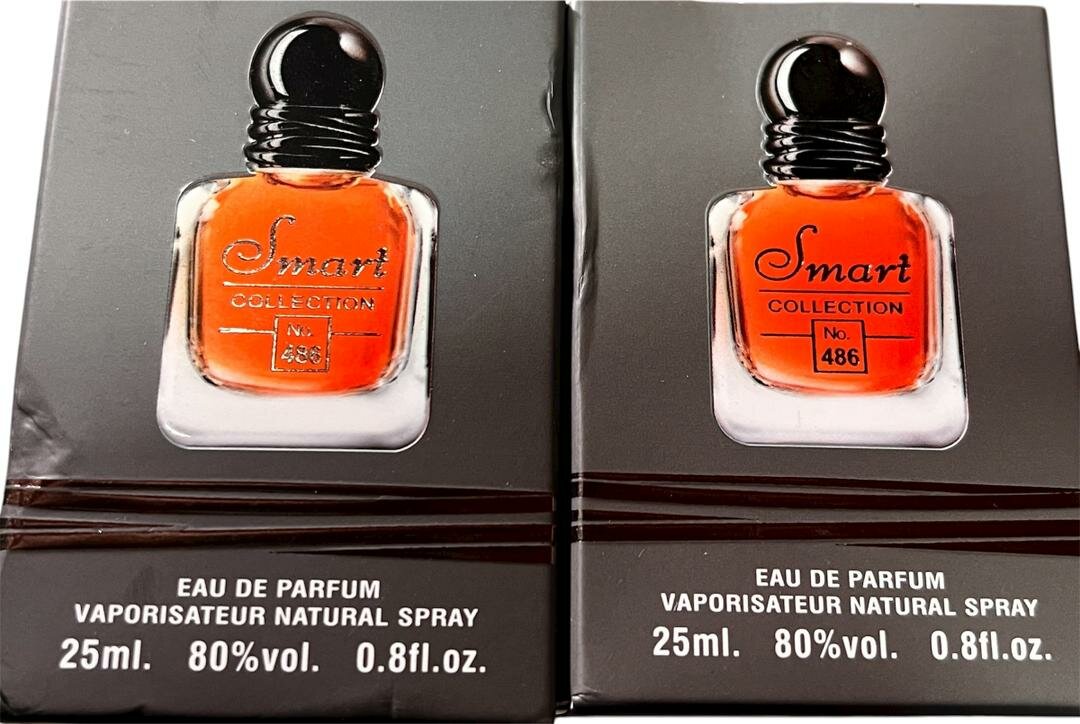 Smart
COLLECTION
No.
486
EAU DE PARFUM
VAPORISATEUR NATURAL SPRAY
25ml. 80%vol. 0.8fl.oz.
Smart
COLLECTION
No.
486
EAU DE PARFUM
VAPORISATEUR NATURAL SPRAY
25ml. 80%vol. 0.8fl.oz.